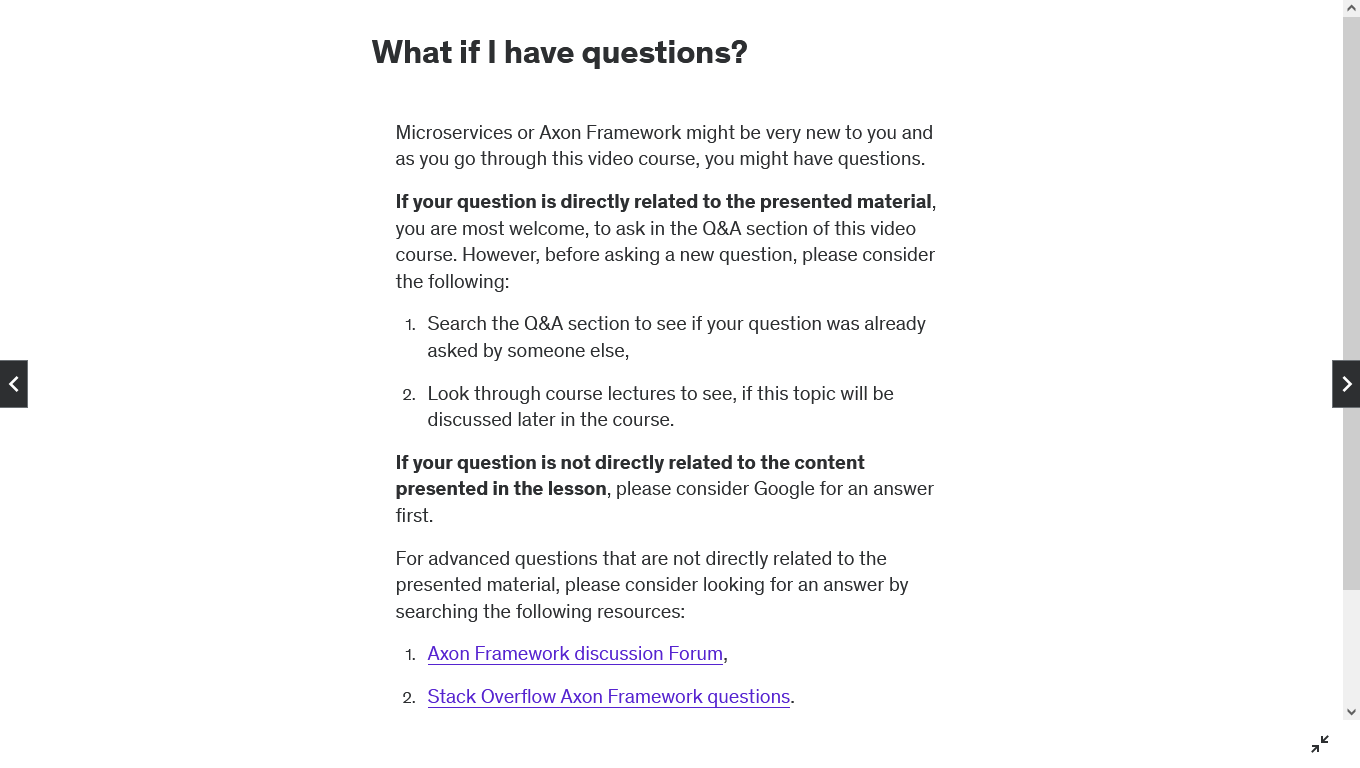 What if I have questions?
Microservices or Axon Framework might be very new to you and
as you go through this video course, you might have questions.
If your question is directly related to the presented material,
you are most welcome, to ask in the Q&A section of this video
course. However, before asking a new question, please consider
the following:
1. Search the Q&A section to see if your question was already
asked by someone else,
2. Look through course lectures to see, if this topic will be
discussed later in the course.
If your question is not directly related to the content
presented in the lesson, please consider Google for an answer
first.
For advanced questions that are not directly related to the
presented material, please consider looking for an answer by
searching the following resources:
1. Axon Framework discussion Forum,
2. Stack Overflow Axon Framework questions.